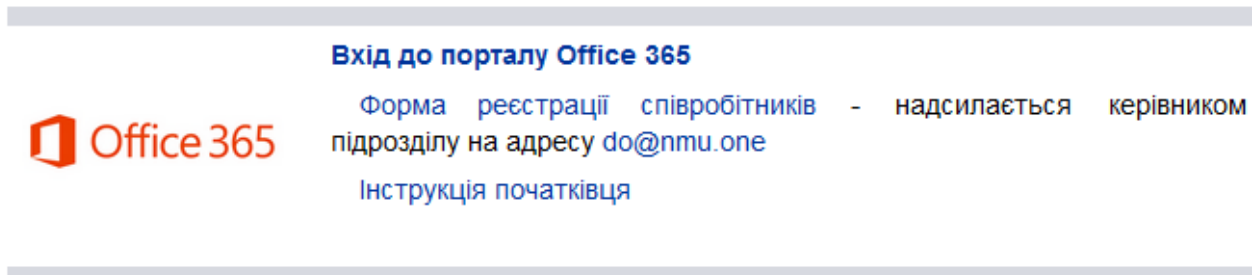 Вхід до порталу Office 365
Форма реєстрації співробітників - надсилається керівником
Office 365
підрозділу на адресу do@nmu.one
Інструкція початківця